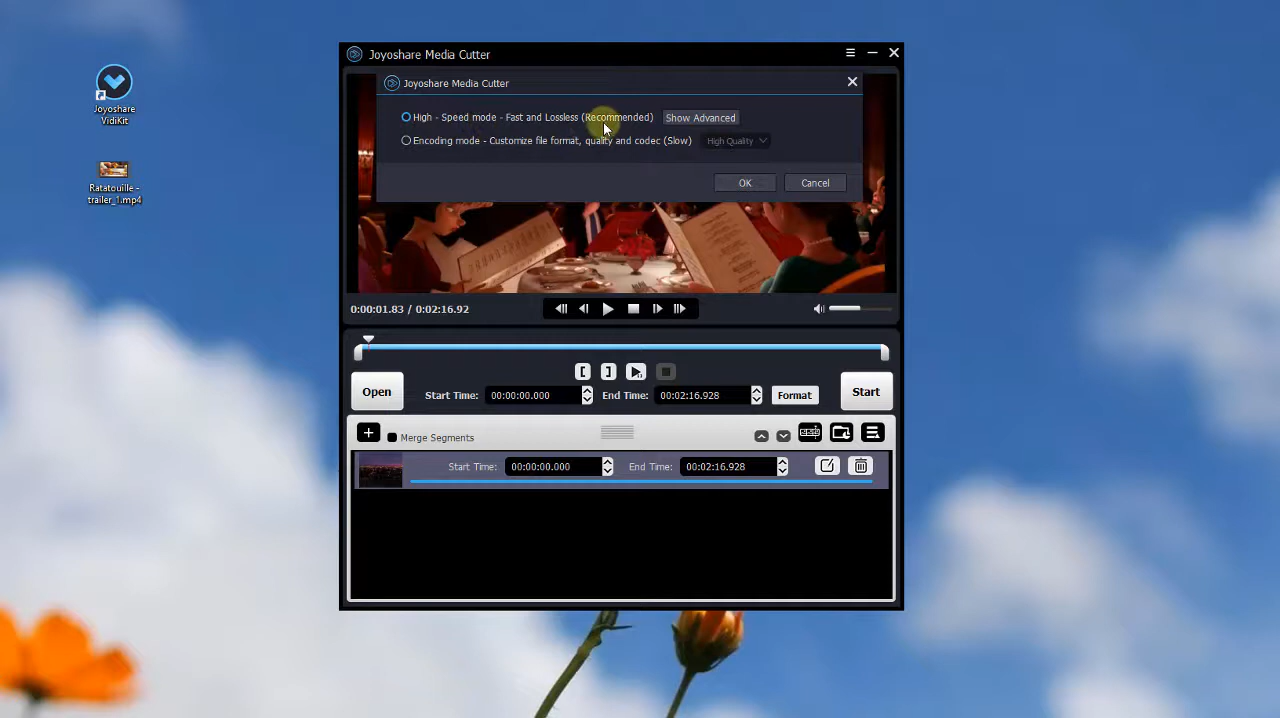 Joyoshare
VidiKit
Ratatouille -
trailer_1.mp4
Joyoshare Media Cutter
Joyoshare Media Cutter
High - Speed mode - Fast and Lossless (Recommended) Show Advanced
Encoding mode - Customize file format, quality and codec (Slow) High Quality
OK Cancel
0:00:01.83 / 0:02:16.92
Open Start Time: 00:00:00.000 End Time: 00:02:16.928 Format Start
Merge Segments
Start Time: 00:00:00.000 End Time: 00:02:16.928